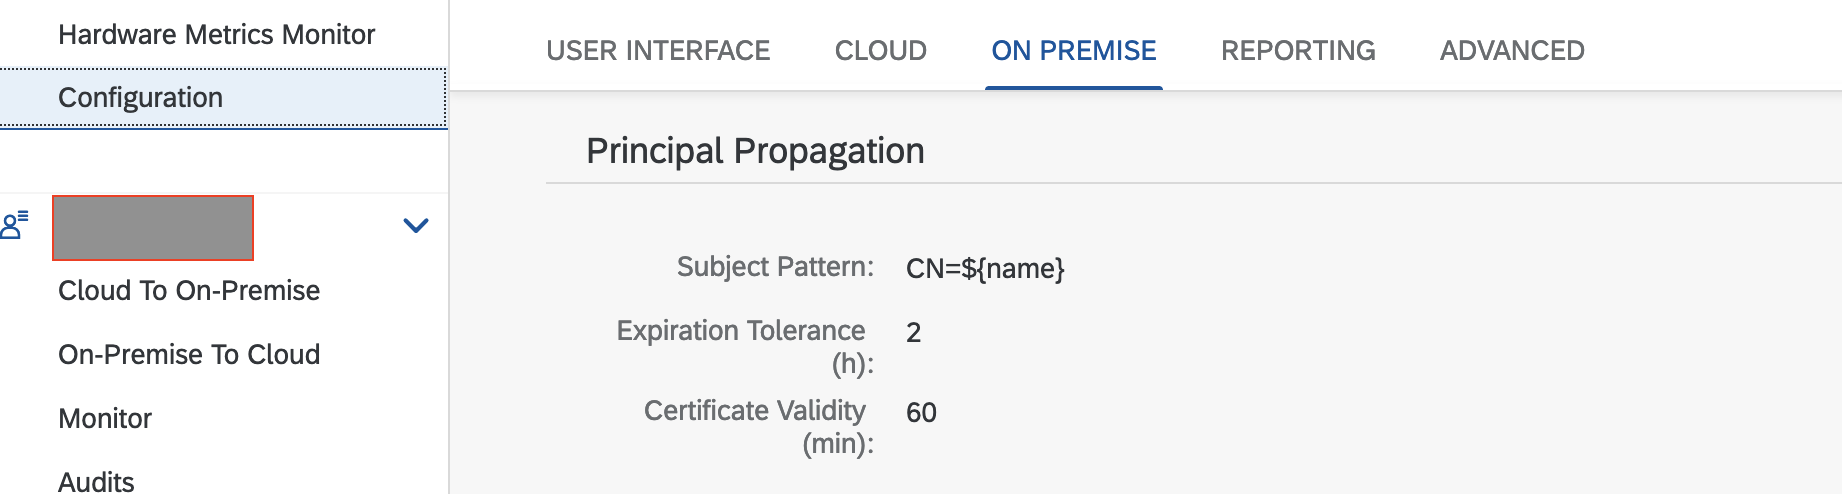 Hardware Metrics Monitor
Configuration
Cloud To On-Premise
On-Premise To Cloud
Monitor
Audits
USER INTERFACE CLOUD ON PREMISE REPORTING ADVANCED
Principal Propagation
Subject Pattern: CN=${name}
Expiration Tolerance 2
(h):
Certificate Validity 60
(min):